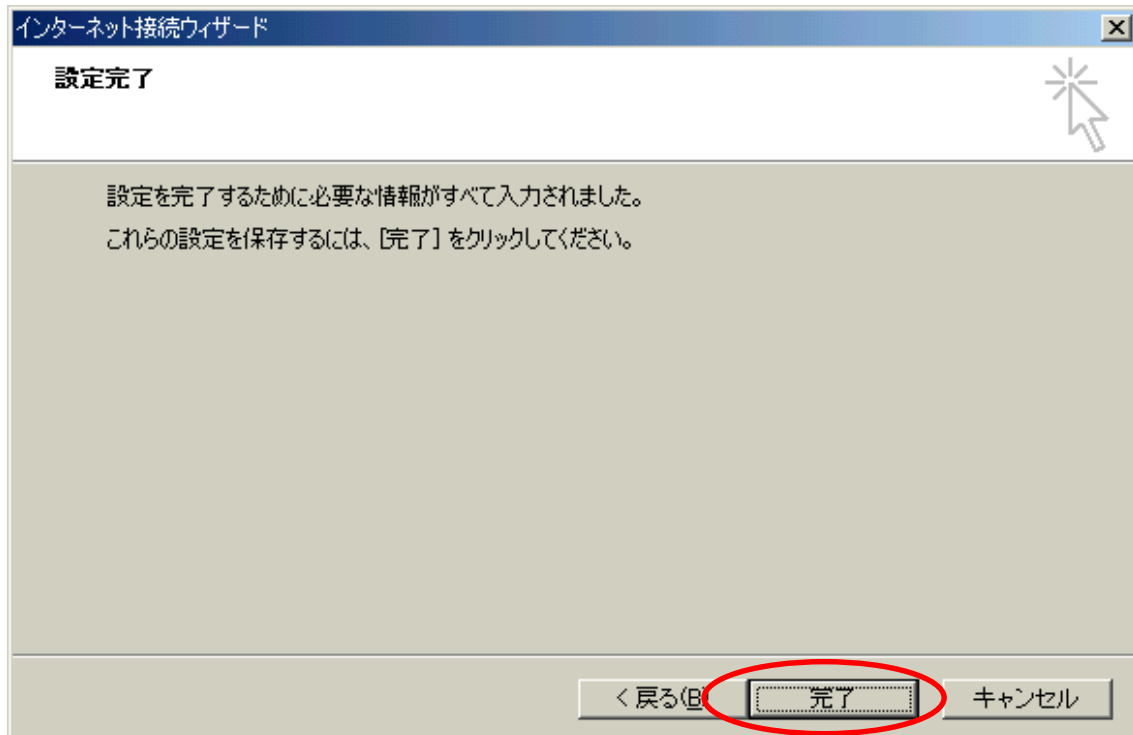 インターネット接続ウィザード
設定完了
設定を完了するために必要な情報がすべて入力されました。
これらの設定を保存するには、[完了] をクリックしてください。
< 戻る(B) 完了 キャンセル